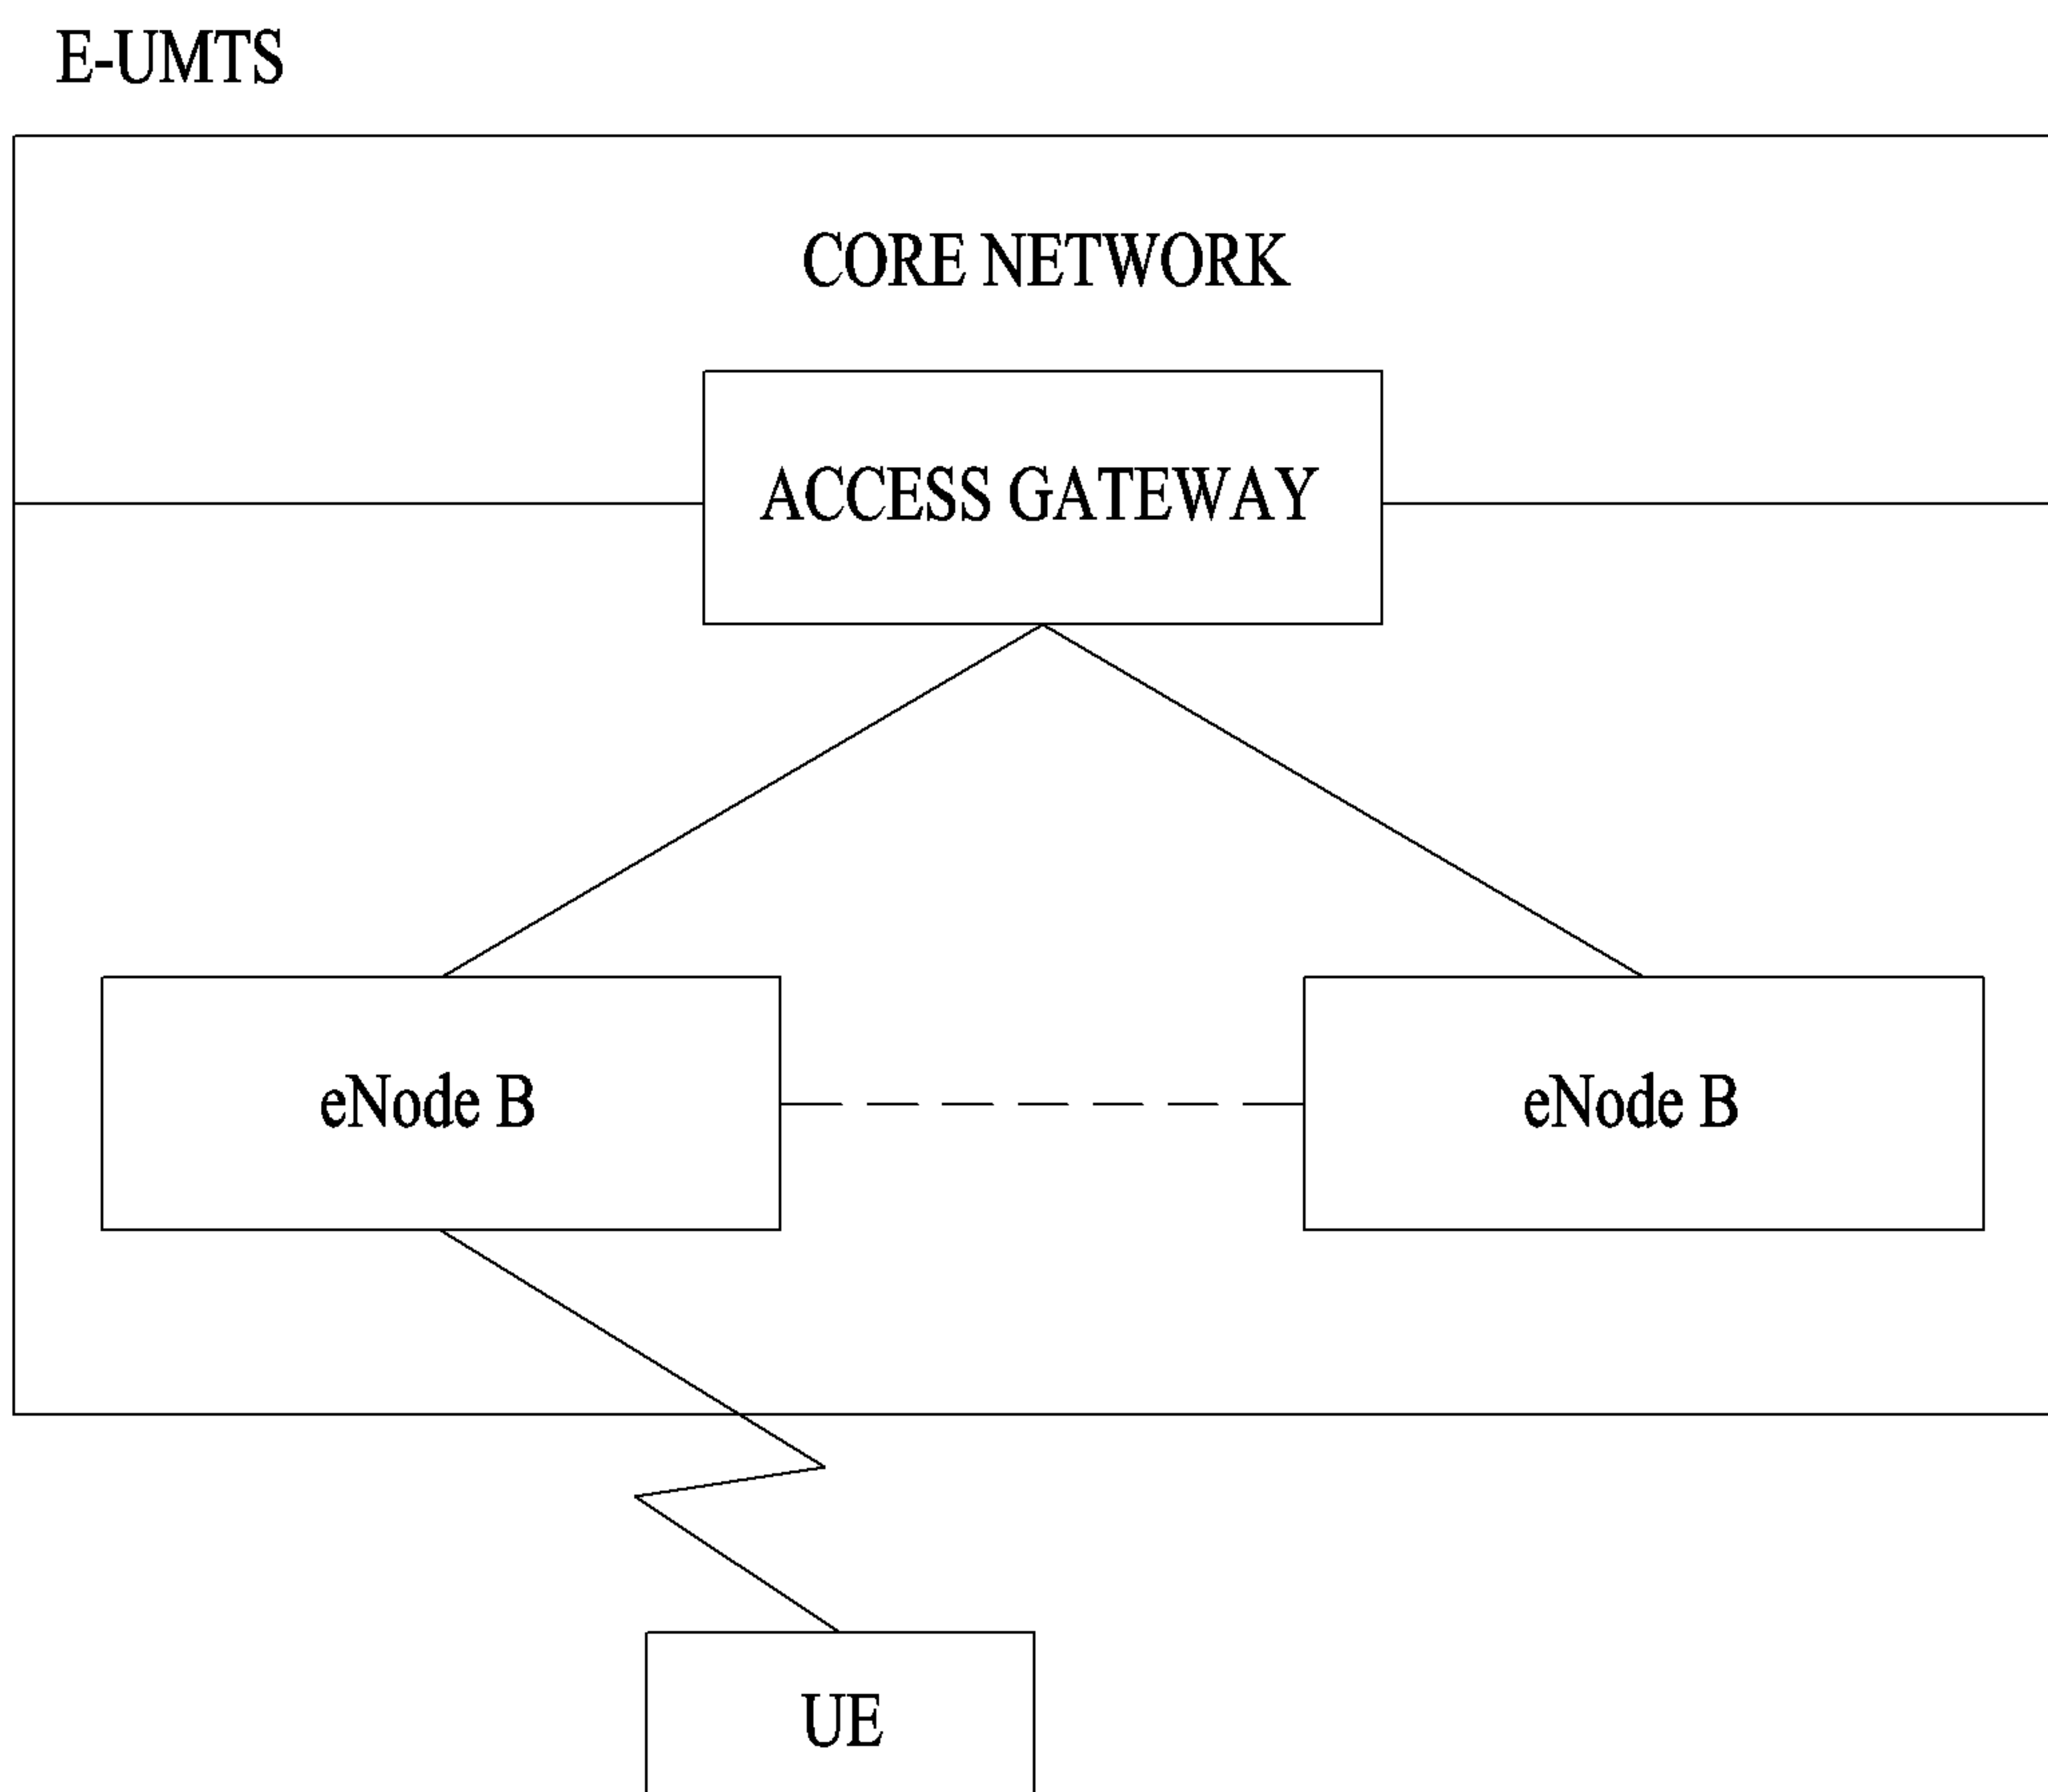 E-UMTS
CORE NETWORK
ACCESS GATEWAY
eNode B
eNode B
UE